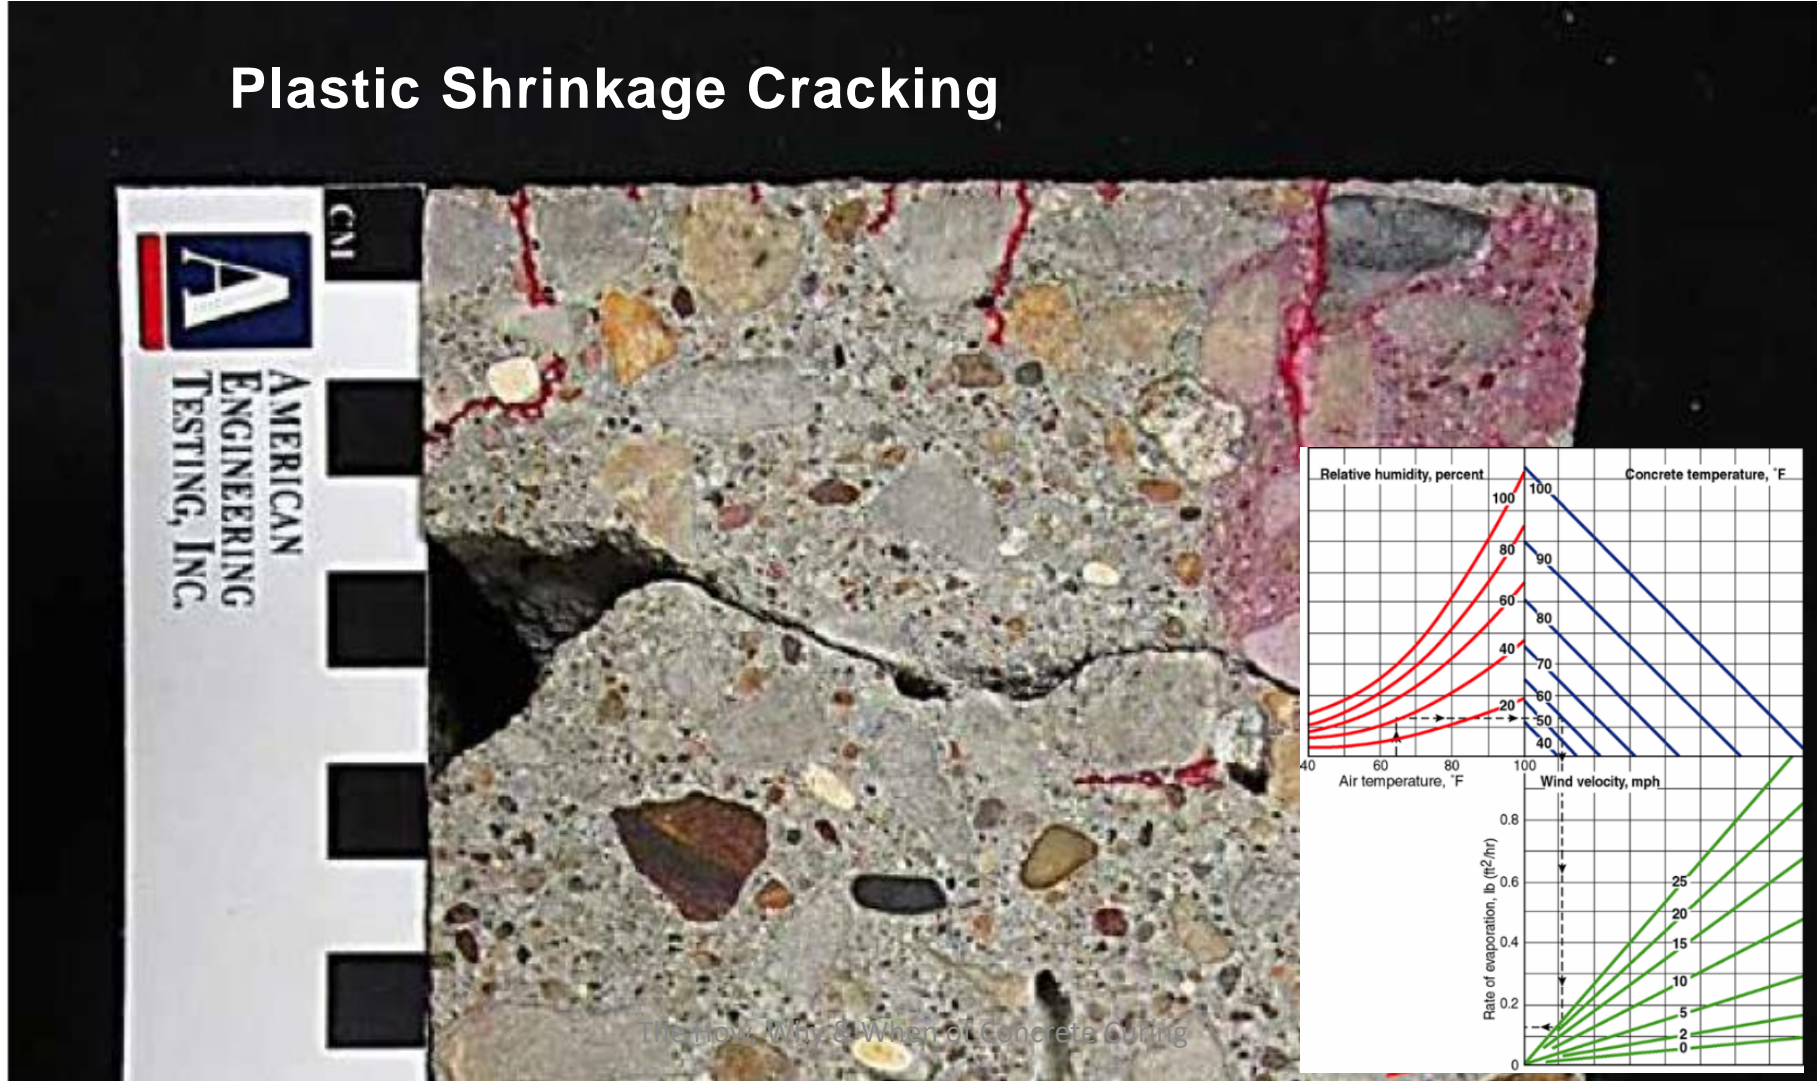 Plastic Shrinkage Cracking
CM
A
AMERICAN
ENGINEERING
TESTING, INC.
Relative humidity, percent
Concrete temperature, °F
100
80
60
40
20
100
90
80
70
60
50
40
40
60
80
100
Air temperature, °F
Wind velocity, mph
Rate of evaporation, lb (ft2/hr)
0.8
0.6
0.4
0.2
0
25
20
15
10
5
2
0
The How, Why & When of Concrete Curing